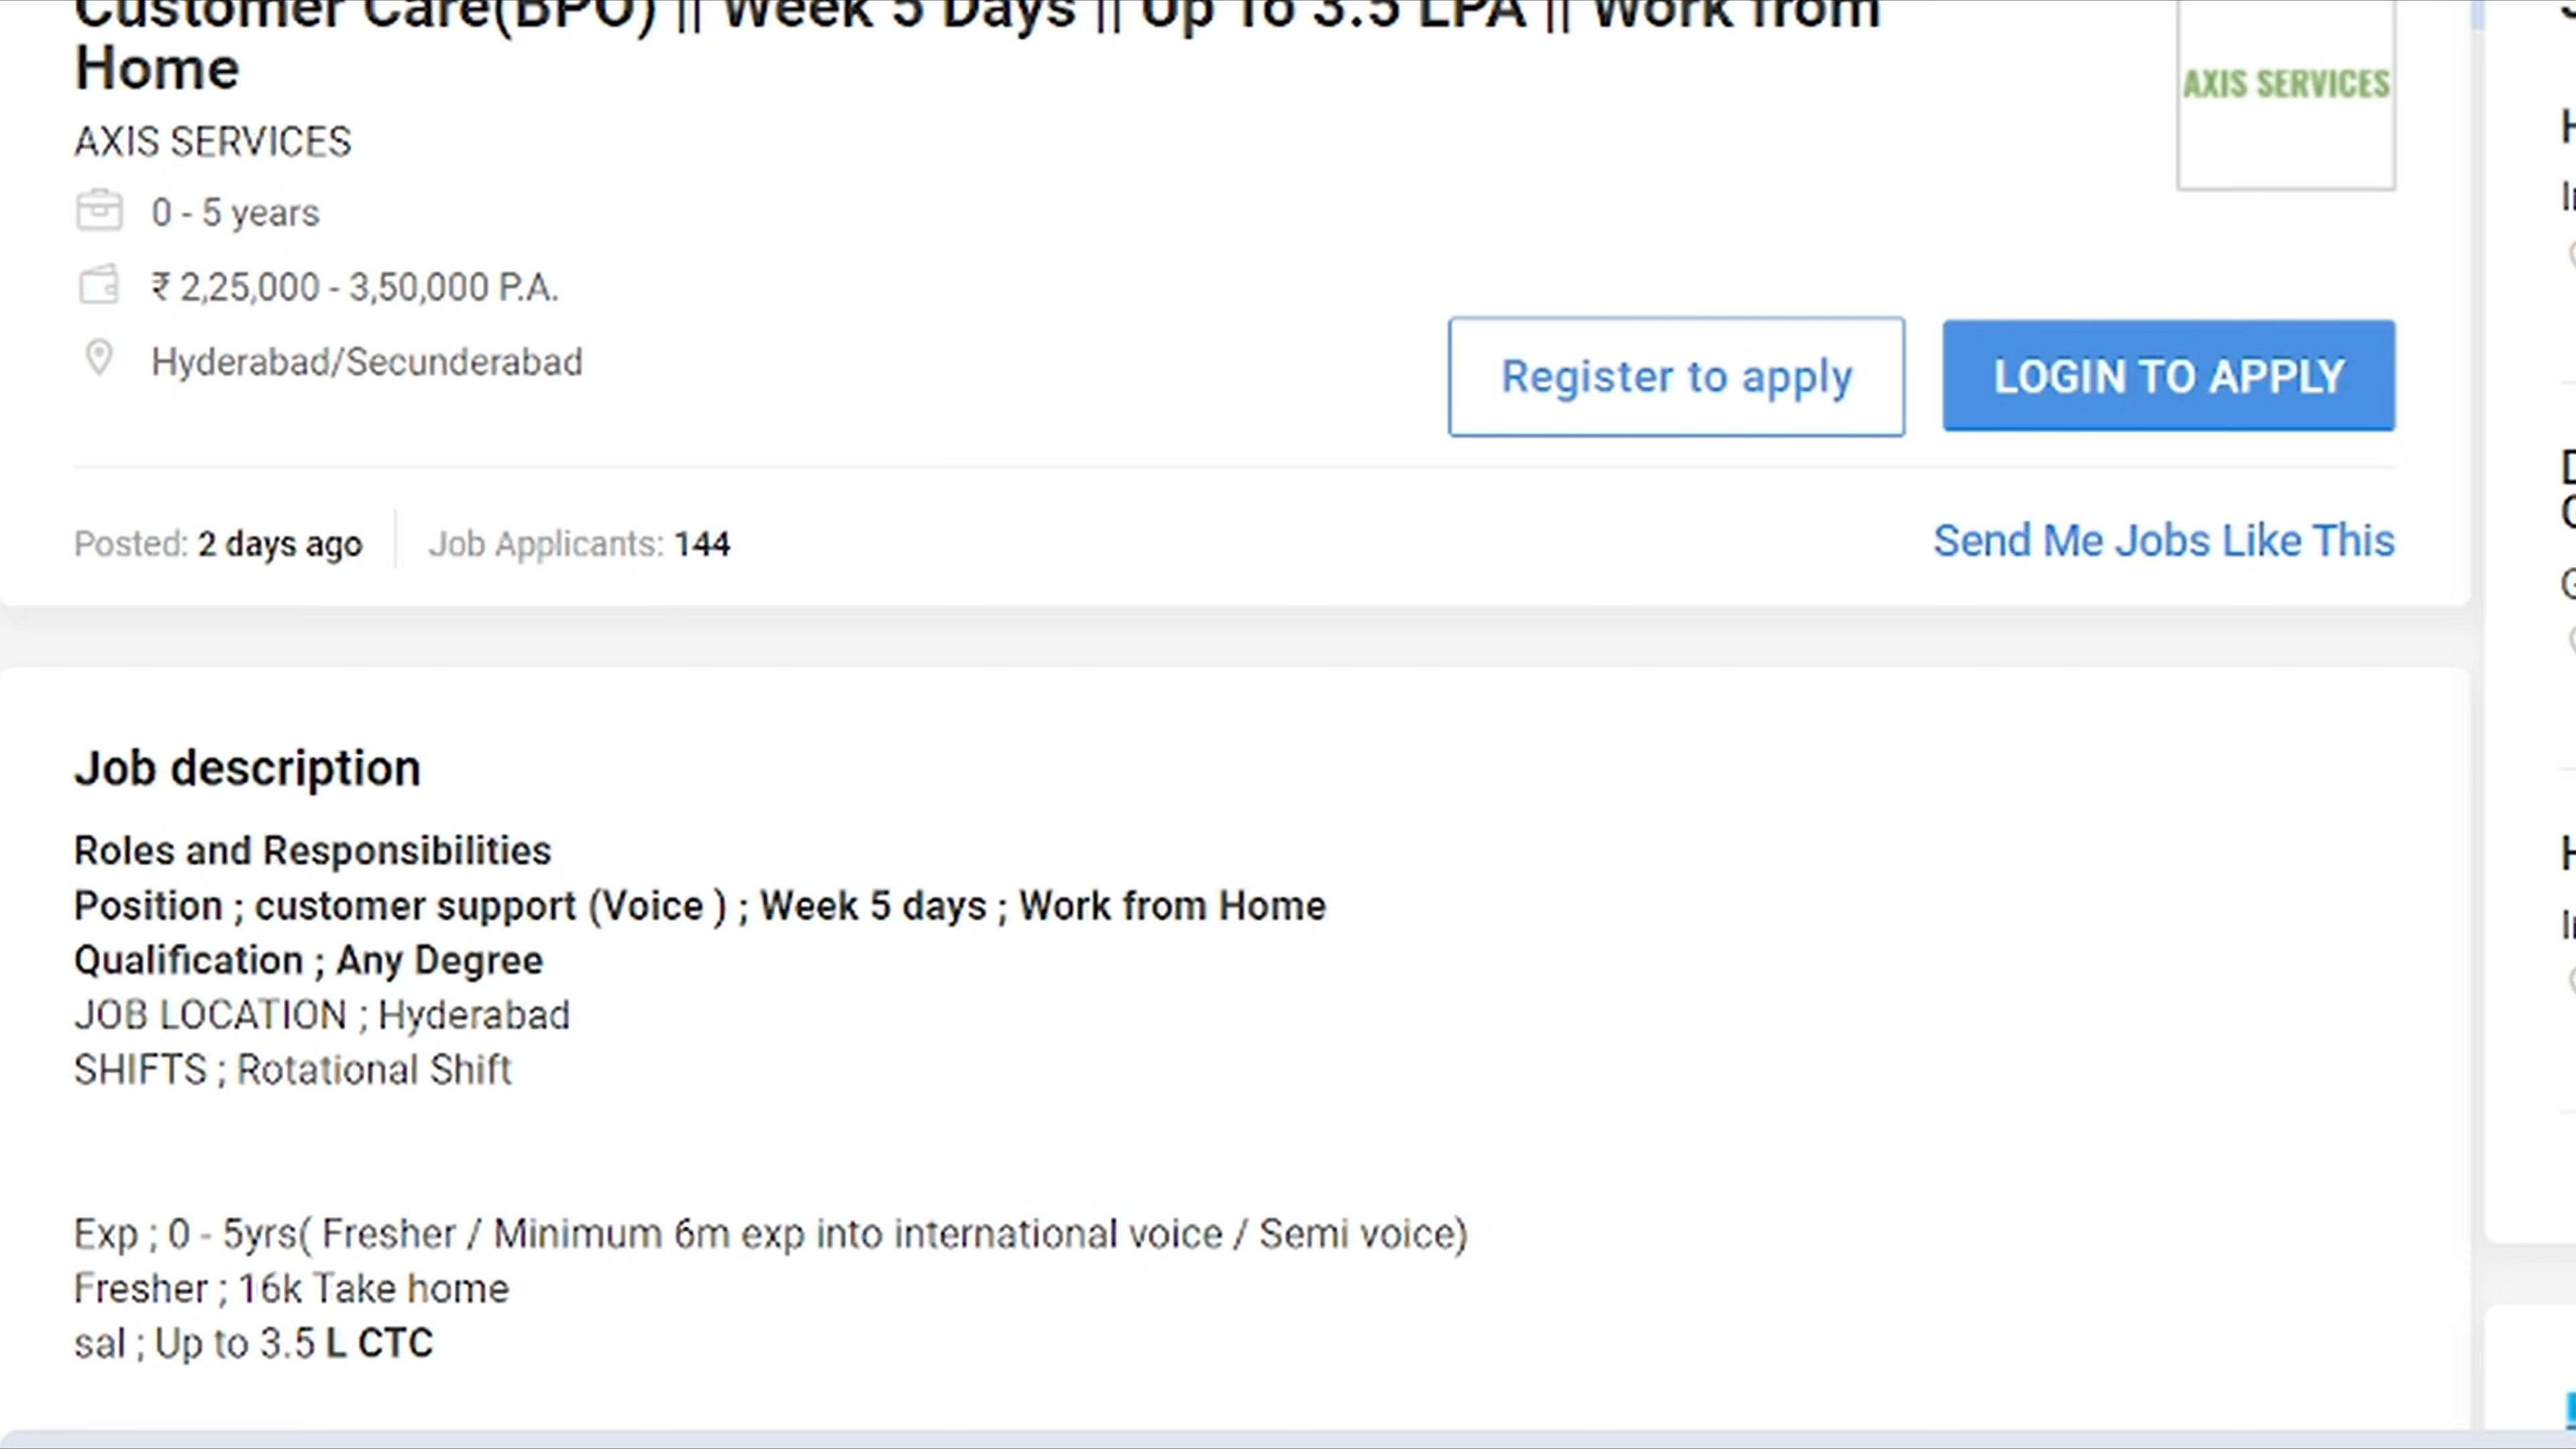 Customer Care(BPO) || Week 5 Days || Up To 3.5 LPA || Work from
Home
AXIS SERVICES
AXIS SERVICES
0 - 5 years
₹ 2,25,000 - 3,50,000 P.A.
Hyderabad/Secunderabad
Register to apply
LOGIN TO APPLY
Posted: 2 days ago
Job Applicants: 144
Send Me Jobs Like This
Job description
Roles and Responsibilities
Position ; customer support (Voice ) ; Week 5 days ; Work from Home
Qualification ; Any Degree
JOB LOCATION ; Hyderabad
SHIFTS ; Rotational Shift
Exp ; 0 - 5yrs( Fresher / Minimum 6m exp into international voice / Semi voice)
Fresher ; 16k Take home
sal ; Up to 3.5 L CTC